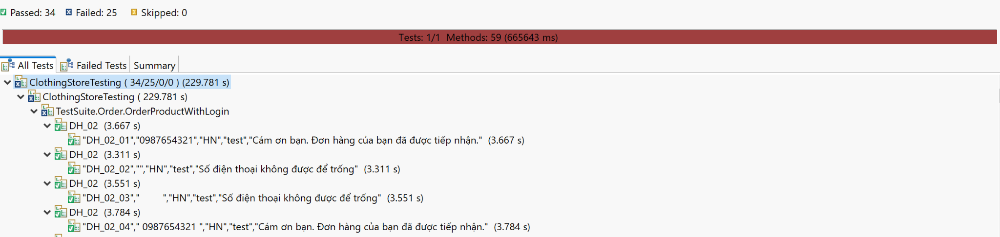 Passed: 34 Failed: 25 Skipped: 0
Tests: 1/1 Methods: 59 (665643 ms)
All Tests Failed Tests Summary
ClothingStoreTesting ( 34/25/0/0 ) (229.781 s)
ClothingStoreTesting ( 229.781 s)
TestSuite.Order.OrderProductWithLogin
DH_02 (3.667 s)
"DH_02_01","0987654321","HN","test","Cám ơn bạn. Đơn hàng của bạn đã được tiếp nhận." (3.667 s)
DH_02 (3.311 s)
"DH_02_02","","HN","test","Số điện thoại không được để trống" (3.311 s)
DH_02 (3.551 s)
"DH_02_03","        ","HN","test","Số điện thoại không được để trống" (3.551 s)
DH_02 (3.784 s)
"DH_02_04"," 0987654321 ","HN","test","Cám ơn bạn. Đơn hàng của bạn đã được tiếp nhận." (3.784 s)